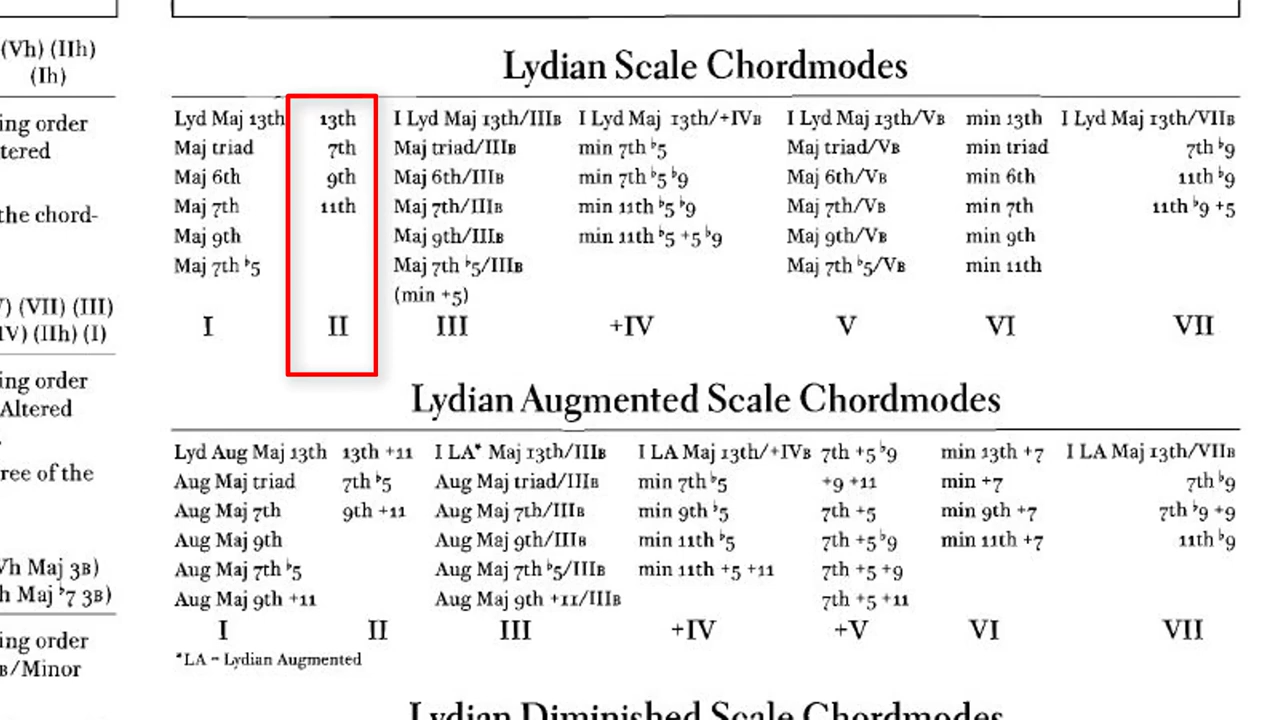 (Vh) (IIh)
(Ih)
ing order
tered
the chord-
(VII) (III)
IV) (IIh) (I)
ing order
Altered
ree of the
Vh Maj 3B)
h Maj ♭7 3B)
ing order
B/Minor
Lydian Scale Chordmodes
Lyd Maj 13th 13th I Lyd Maj 13th/IIIB I Lyd Maj 13th/+IVB I Lyd Maj 13th/VB min 13th I Lyd Maj 13th/VIIB
Maj triad 7th Maj triad/IIIB min 7th ♭5 Maj triad/VB min triad 7th ♭9
Maj 6th 9th Maj 6th/IIIB min 7th ♭5 ♭9 Maj 6th/VB min 6th 11th ♭9
Maj 7th 11th Maj 7th/IIIB min 11th ♭5 ♭9 Maj 7th/VB min 7th 11th ♭9 +5
Maj 9th Maj 9th/IIIB min 11th ♭5 +5 ♭9 Maj 9th/VB min 9th
Maj 7th ♭5 Maj 7th ♭5/IIIB Maj 7th ♭5/VB min 11th
(min +5)
I II III +IV V VI VII
Lydian Augmented Scale Chordmodes
Lyd Aug Maj 13th 13th +11 I LA* Maj 13th/IIIB I LA Maj 13th/+IVB 7th +5 ♭9 min 13th +7 I LA Maj 13th/VIIB
Aug Maj triad 7th ♭5 Aug Maj triad/IIIB min 7th ♭5 +9 +11 min +7 7th ♭9
Aug Maj 7th 9th +11 Aug Maj 7th/IIIB min 9th ♭5 7th +5 min 9th +7 7th ♭9 +9
Aug Maj 9th Aug Maj 9th/IIIB min 11th ♭5 7th +5 ♭9 min 11th +7 11th ♭9
Aug Maj 7th ♭5 Aug Maj 7th ♭5/IIIB min 11th +5 +11 7th +5 +9
Aug Maj 9th +11 Aug Maj 9th +11/IIIB 7th +5 +11
I II III +IV +V VI VII
*LA = Lydian Augmented
Lydian Diminished Scale Chordmodes